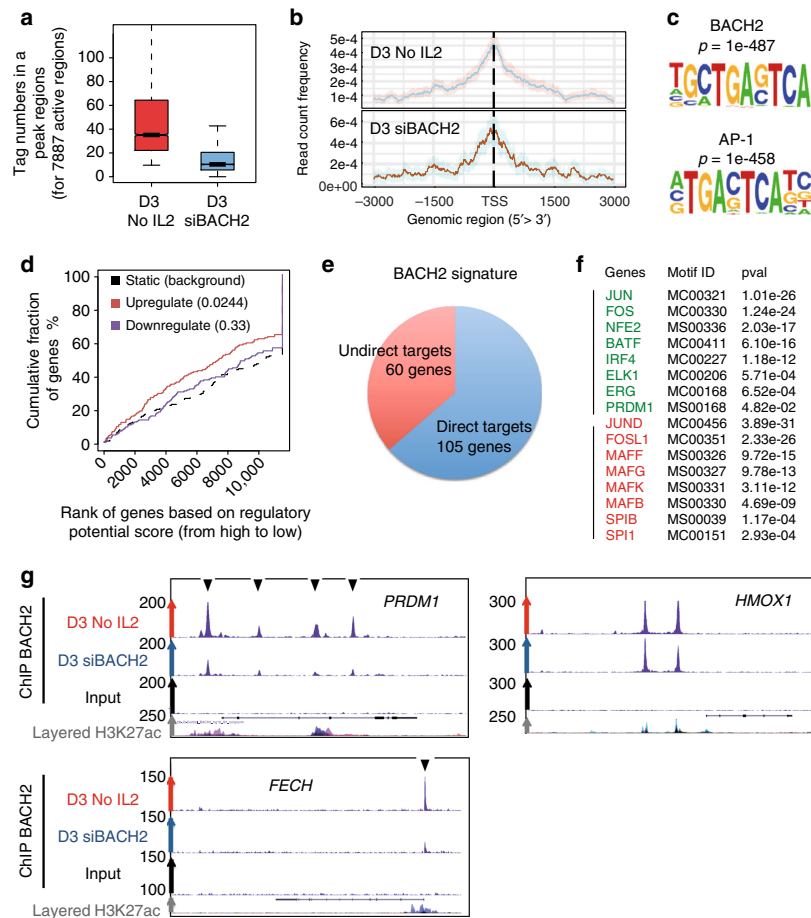 a
Tag numbers in a
peak regions
(for 7887 active regions)
100
80
60
40
20
0
D3
No IL2
D3
siBACH2
b
Read count frequency
D3 No IL2
5e-4
4e-4
3e-4
2e-4
1e-4
D3 siBACH2
6e-4
4e-4
2e-4
0e+00
−3000
−1500
TSS
1500
3000
Genomic region (5′> 3′)
c
BACH2
p = 1e-487
TGCTGAGTCA
AP-1
p = 1e-458
ATGACTCATC
d
Cumulative fraction
of genes %
100
80
60
40
20
0
Static (background)
Upregulate (0.0244)
Downregulate (0.33)
0
2000
4000
6000
8000
10,000
Rank of genes based on regulatory
potential score (from high to low)
e
BACH2 signature
Undirect targets
60 genes
Direct targets
105 genes
f
Genes Motif ID pval
JUN MC00321 1.01e-26
FOS MC00330 1.24e-24
NFE2 MS00336 2.03e-17
BATF MC00411 6.10e-16
IRF4 MC00227 1.18e-12
ELK1 MC00206 5.71e-04
ERG MC00168 6.52e-04
PRDM1 MS00168 4.82e-02
JUND MC00456 3.89e-31
FOSL1 MC00351 2.33e-26
MAFF MS00326 9.72e-15
MAFG MS00327 9.78e-13
MAFK MS00331 3.11e-12
MAFB MS00330 4.69e-09
SPIB MS00039 1.17e-04
SPI1 MC00151 2.93e-04
g
ChIP BACH2
D3 No IL2
D3 siBACH2
Input
Layered H3K27ac
200
200
200
250
PRDM1
300
300
300
250
HMOX1
ChIP BACH2
D3 No IL2
D3 siBACH2
Input
Layered H3K27ac
150
150
150
100
FECH